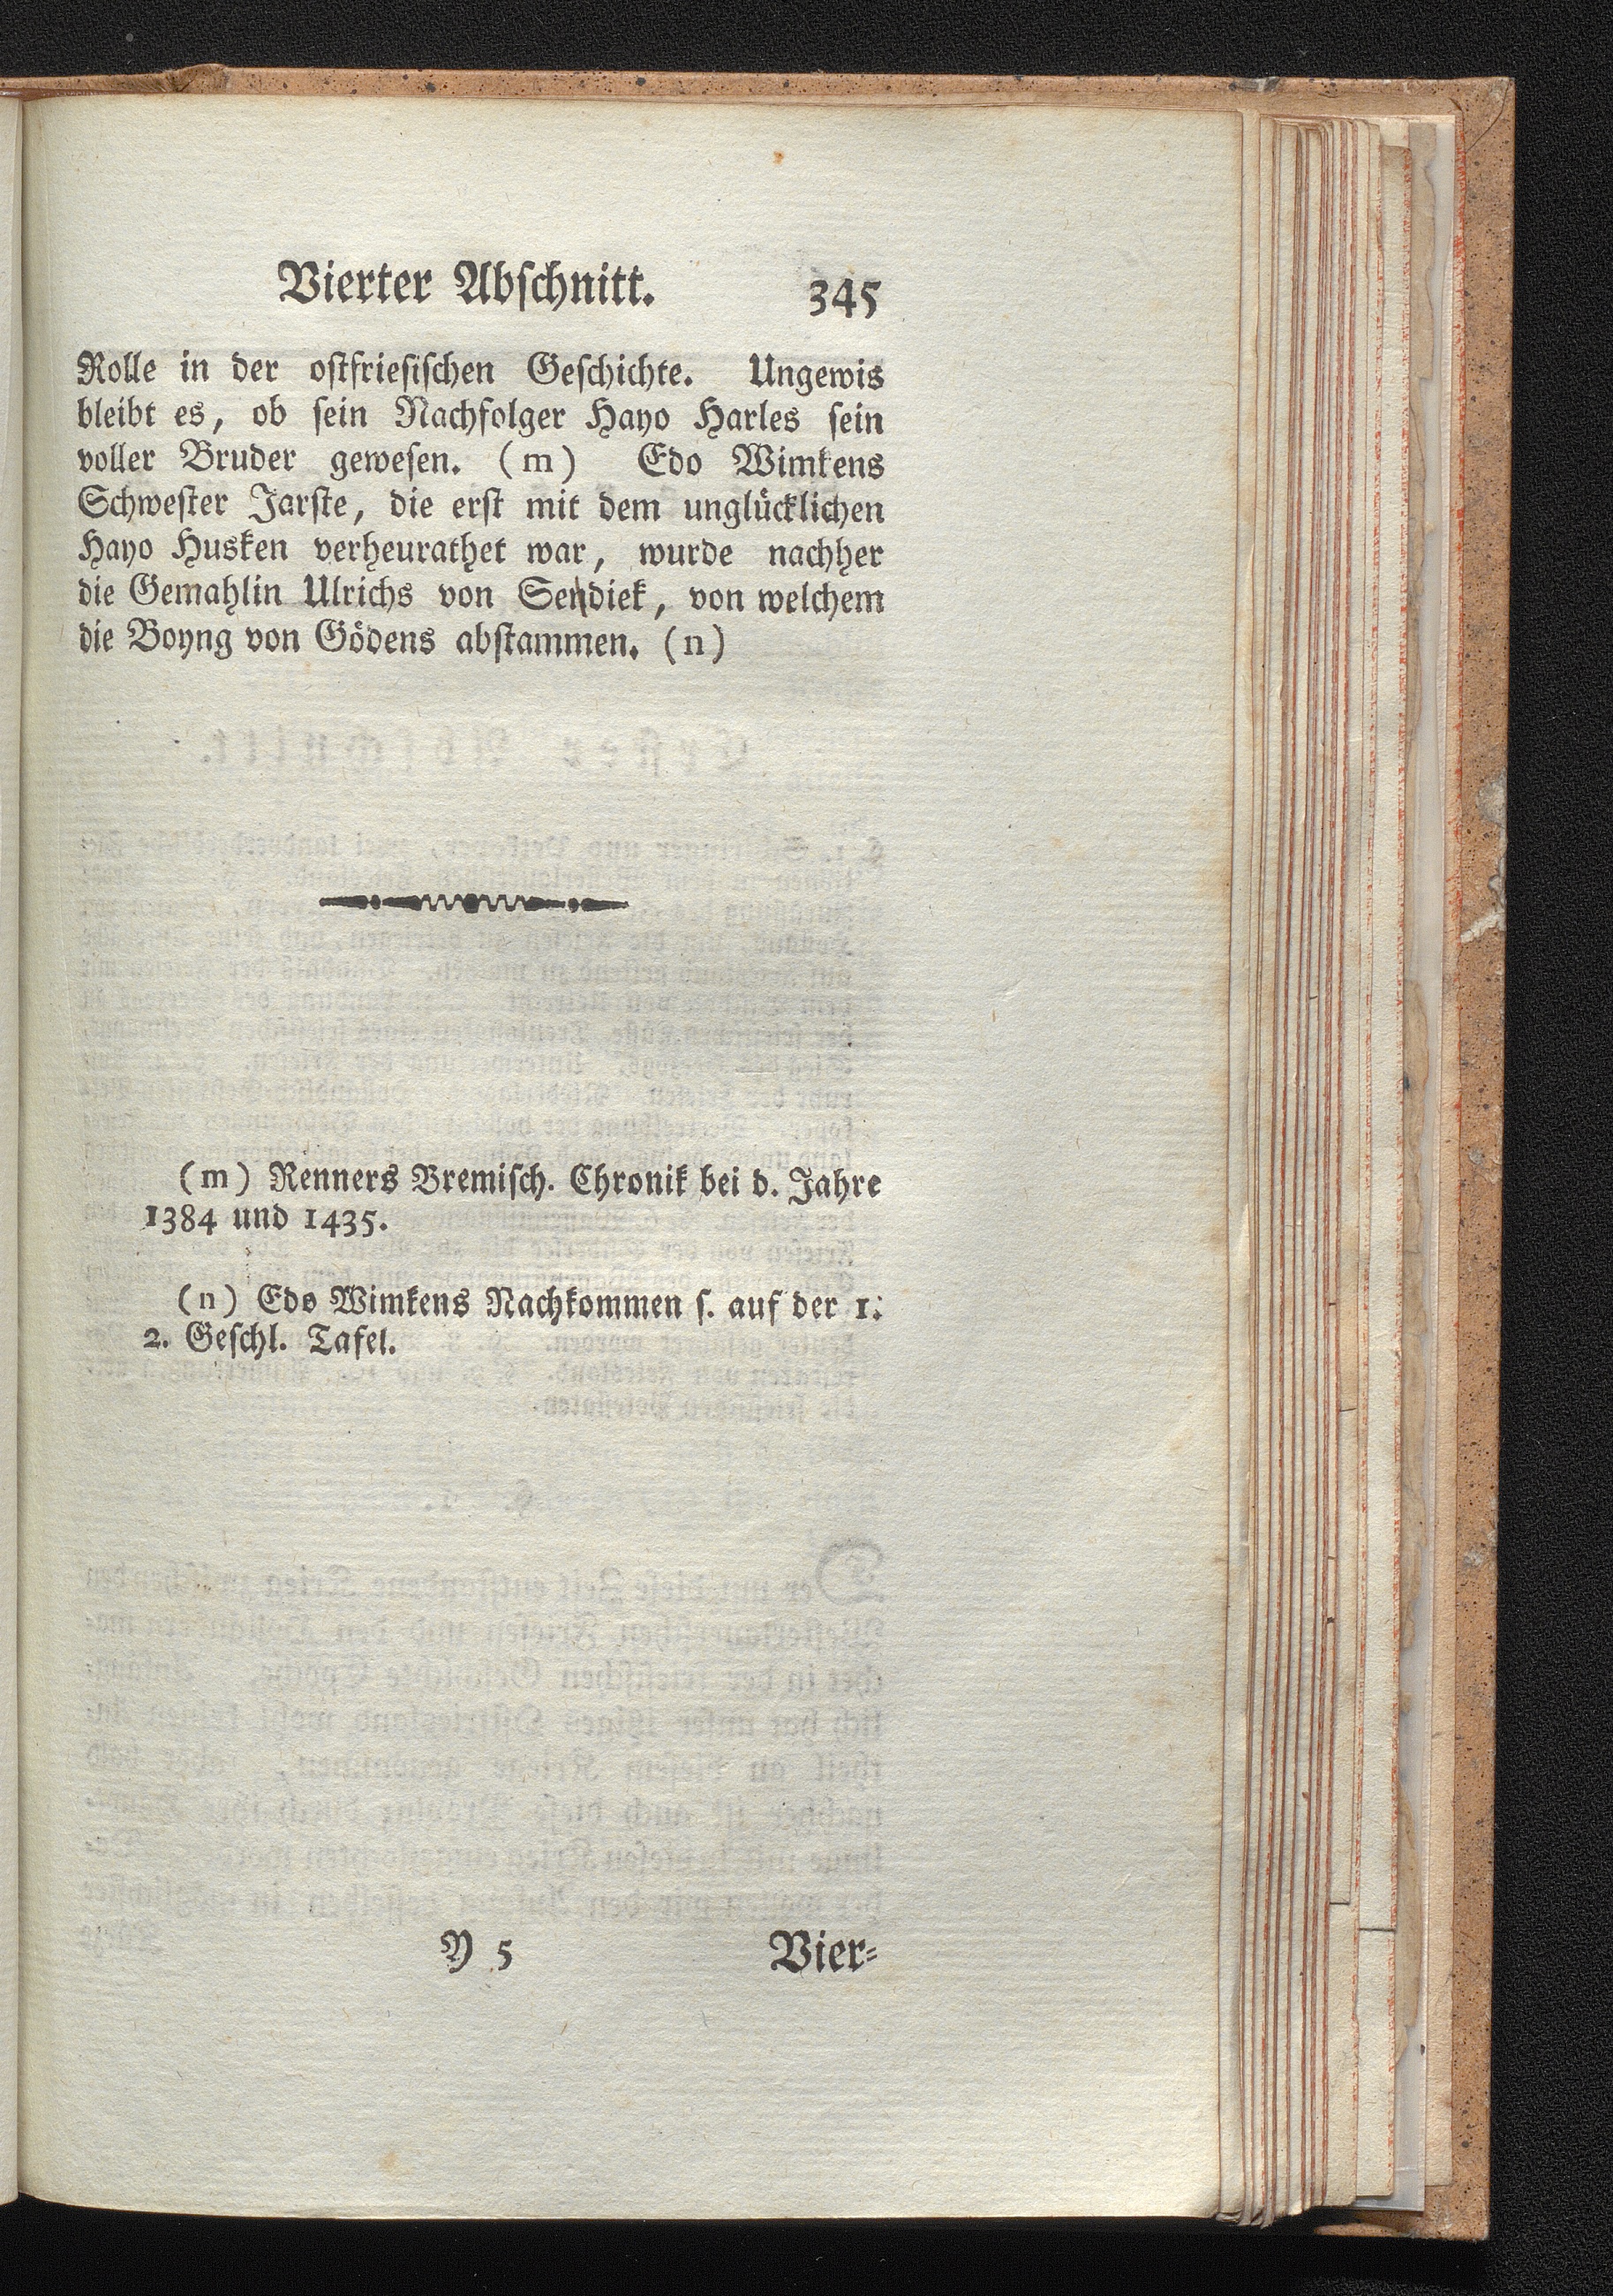 Vierter Abſchnitt. 345
Rolle in der oſtfrieſiſchen Geſchichte. Ungewis
bleibt es, ob ſein Nachfolger Hayo Harles ſein
voller Bruder geweſen. (m) Edo Wimkens
Schweſter Jarſte, die erſt mit dem unglücklichen
Hayo Husken verheurathet war, wurde nachher
die Gemahlin Ulrichs von Sendiek, von welchem
die Boyng von Gödens abſtammen. (n)
(m) Renners Bremiſch. Chronik bei d. Jahre
1384 und 1435.
(n) Edo Wimkens Nachkommen ſ. auf der 1.
2. Geſchl. Tafel.
Y 5 Vier-